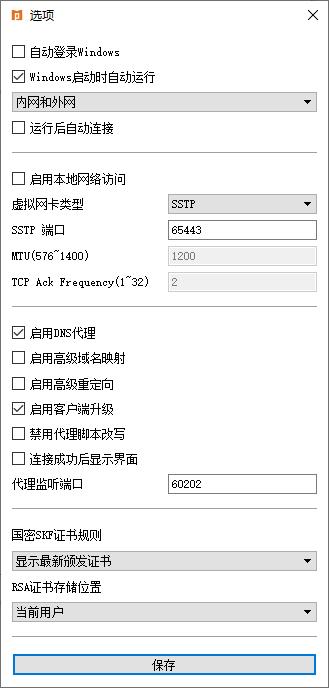 选项
自动登录Windows
Windows启动时自动运行
内网和外网
运行后自动连接
启用本地网络访问
虚拟网卡类型 SSTP
SSTP 端口 65443
MTU(576~1400) 1200
TCP Ack Frequency(1~32) 2
启用DNS代理
启用高级域名映射
启用高级重定向
启用客户端升级
禁用代理脚本改写
连接成功后显示界面
代理监听端口 60202
国密SKF证书规则
显示最新颁发证书
RSA证书存储位置
当前用户
保存